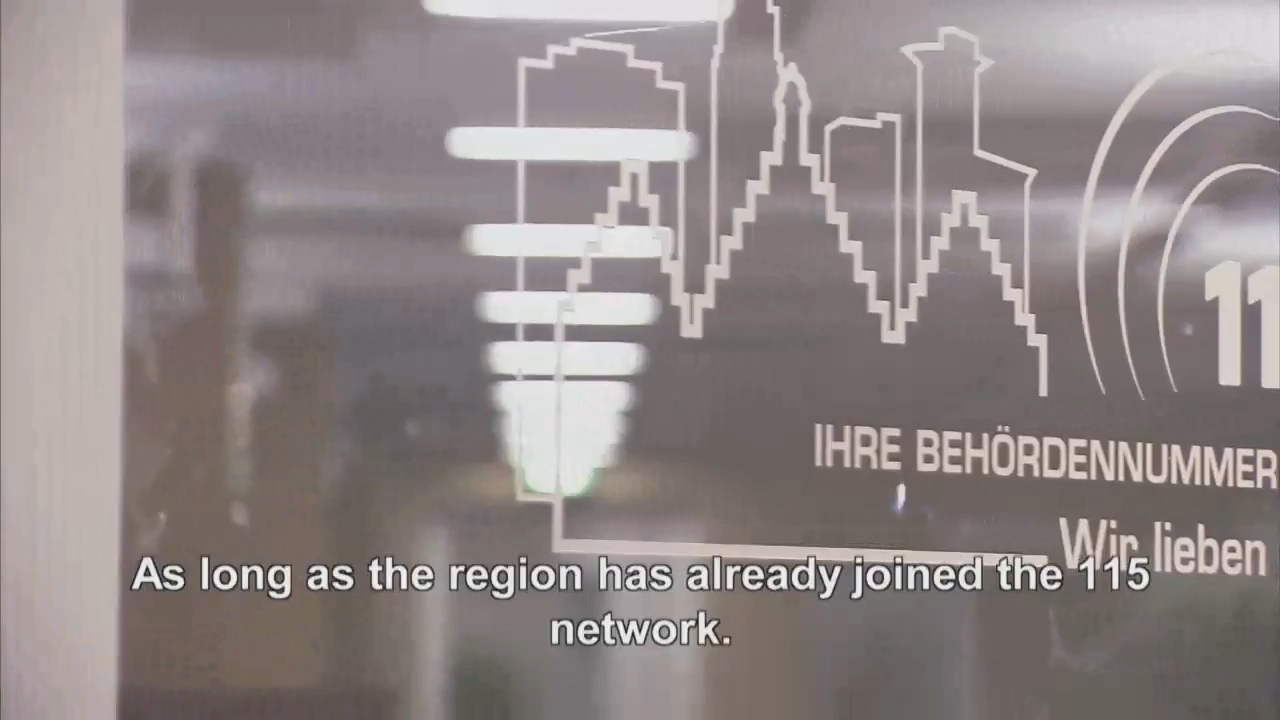 11
IHRE BEHÖRDENNUMMER
Wir lieben
As long as the region has already joined the 115
network.